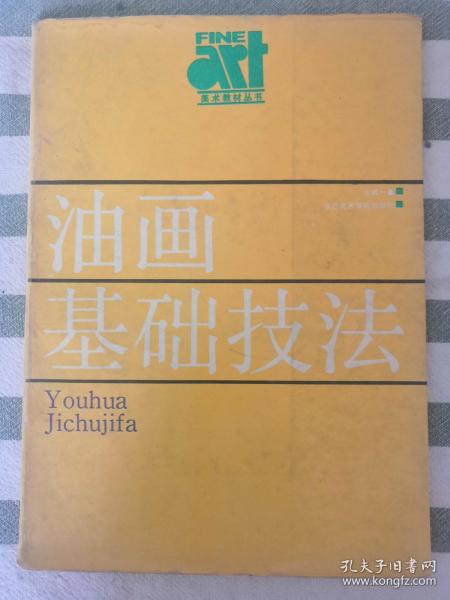 FINE
art
美术教材丛书
油画
基础技法
Youhua
Jichujifa
孔夫子旧书网
www.kongfz.com